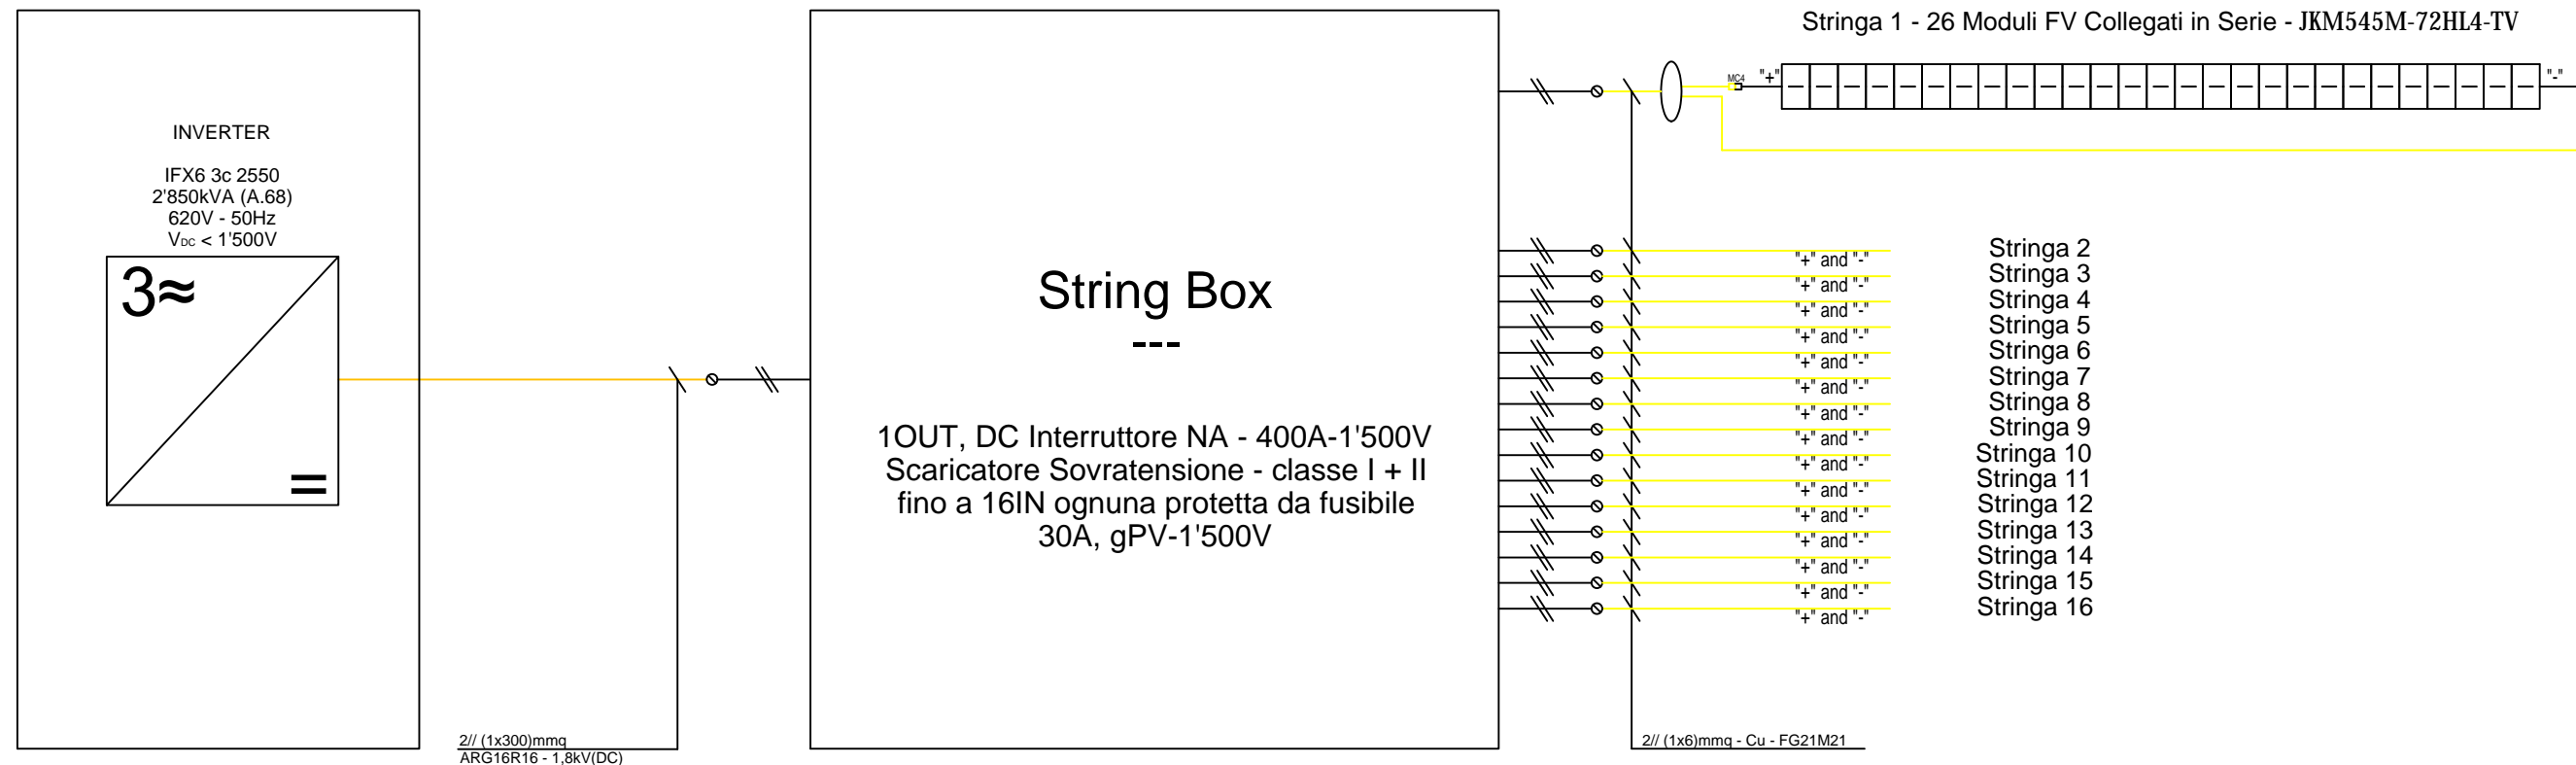 Stringa 1 - 26 Moduli FV Collegati in Serie - JKM545M-72HL4-TV
MC4
"+"
"-"
INVERTER
IFX6 3c 2550
2'850kVA (A.68)
620V - 50Hz
VDC < 1'500V
3≈
=
String Box
---
1OUT, DC Interruttore NA - 400A-1'500V
Scaricatore Sovratensione - classe I + II
fino a 16IN ognuna protetta da fusibile
30A, gPV-1'500V
"+" and "-" Stringa 2
"+" and "-" Stringa 3
"+" and "-" Stringa 4
"+" and "-" Stringa 5
"+" and "-" Stringa 6
"+" and "-" Stringa 7
"+" and "-" Stringa 8
"+" and "-" Stringa 9
"+" and "-" Stringa 10
"+" and "-" Stringa 11
"+" and "-" Stringa 12
"+" and "-" Stringa 13
"+" and "-" Stringa 14
"+" and "-" Stringa 15
"+" and "-" Stringa 16
2// (1x300)mmq
ARG16R16 - 1,8kV(DC)
2// (1x6)mmq - Cu - FG21M21